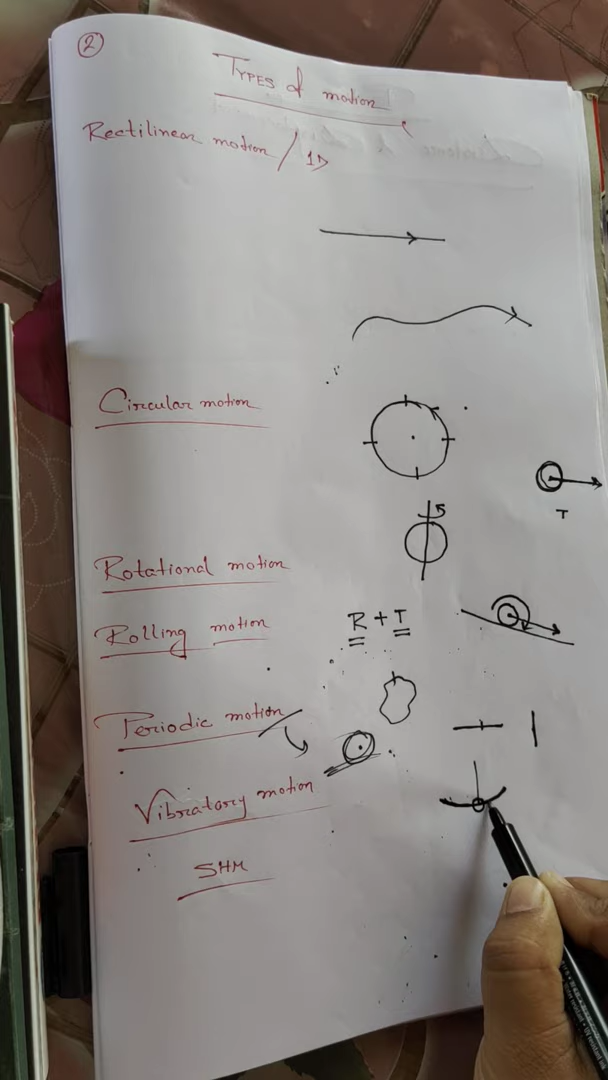 2
TYPES of motion
Rectilinear motion / 1D
Circular motion
T
Rotational motion
Rolling motion
R + T
Periodic motion
Vibratory motion
SHM